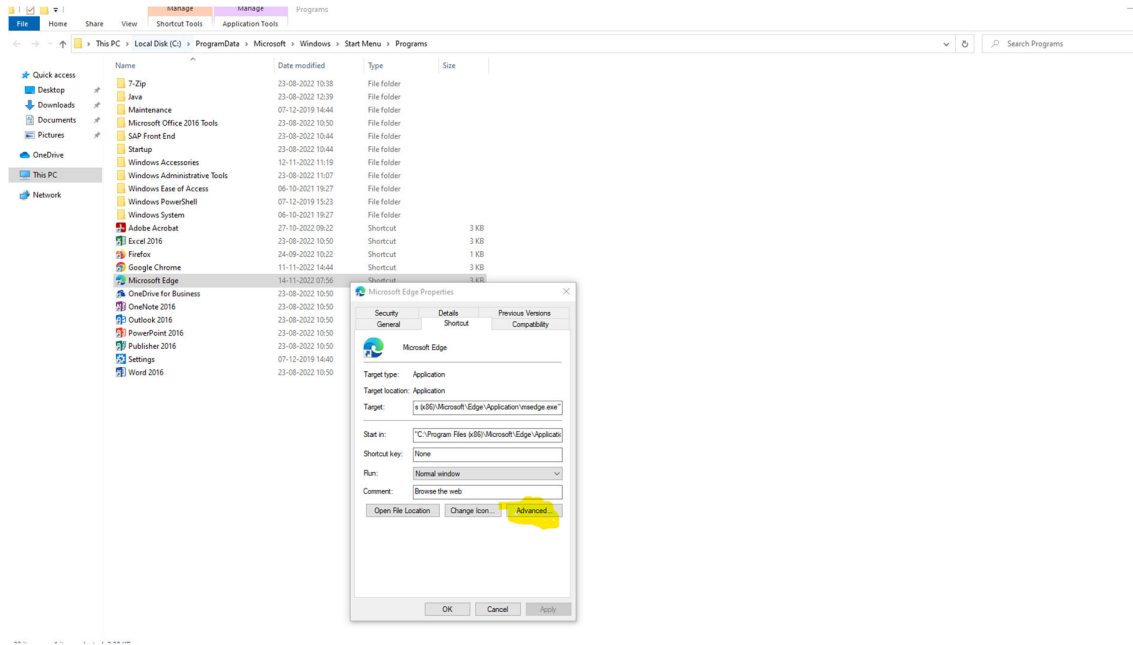 Manage Manage Programs
File Home Share View Shortcut Tools Application Tools
This PC > Local Disk (C:) > ProgramData > Microsoft > Windows > Start Menu > Programs
Search Programs
Name Date modified Type Size
Quick access
Desktop
Downloads
Documents
Pictures
OneDrive
This PC
Network
7-Zip 23-08-2022 10:38 File folder
Java 23-08-2022 12:39 File folder
Maintenance 07-12-2019 14:44 File folder
Microsoft Office 2016 Tools 23-08-2022 10:50 File folder
SAP Front End 23-08-2022 10:44 File folder
Startup 23-08-2022 10:44 File folder
Windows Accessories 12-11-2022 11:19 File folder
Windows Administrative Tools 23-08-2022 11:07 File folder
Windows Ease of Access 06-10-2021 19:27 File folder
Windows PowerShell 07-12-2019 15:23 File folder
Windows System 06-10-2021 19:27 File folder
Adobe Acrobat 27-10-2022 09:22 Shortcut 3 KB
Excel 2016 23-08-2022 10:50 Shortcut 3 KB
Firefox 24-09-2022 10:22 Shortcut 1 KB
Google Chrome 11-11-2022 14:44 Shortcut 3 KB
Microsoft Edge 14-11-2022 07:56 Shortcut 3 KB
OneDrive for Business 23-08-2022 10:50
OneNote 2016 23-08-2022 10:50
Outlook 2016 23-08-2022 10:50
PowerPoint 2016 23-08-2022 10:50
Publisher 2016 23-08-2022 10:50
Settings 07-12-2019 14:40
Word 2016 23-08-2022 10:50
Microsoft Edge Properties
Security Details Previous Versions
General Shortcut Compatibility
Microsoft Edge
Target type: Application
Target location: Application
Target: s (x86)\Microsoft\Edge\Application\msedge.exe"
Start in: "C:\Program Files (x86)\Microsoft\Edge\Applicatic
Shortcut key: None
Run: Normal window
Comment: Browse the web
Open File Location Change Icon... Advanced...
OK Cancel Apply